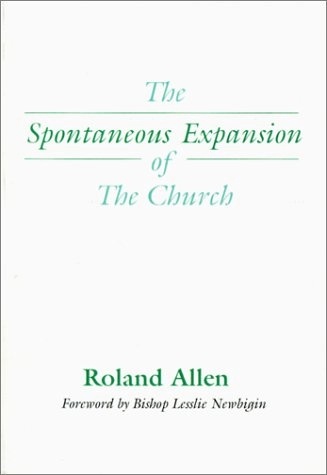 The
Spontaneous Expansion
of
The Church
Roland Allen
Foreword by Bishop Lesslie Newbigin